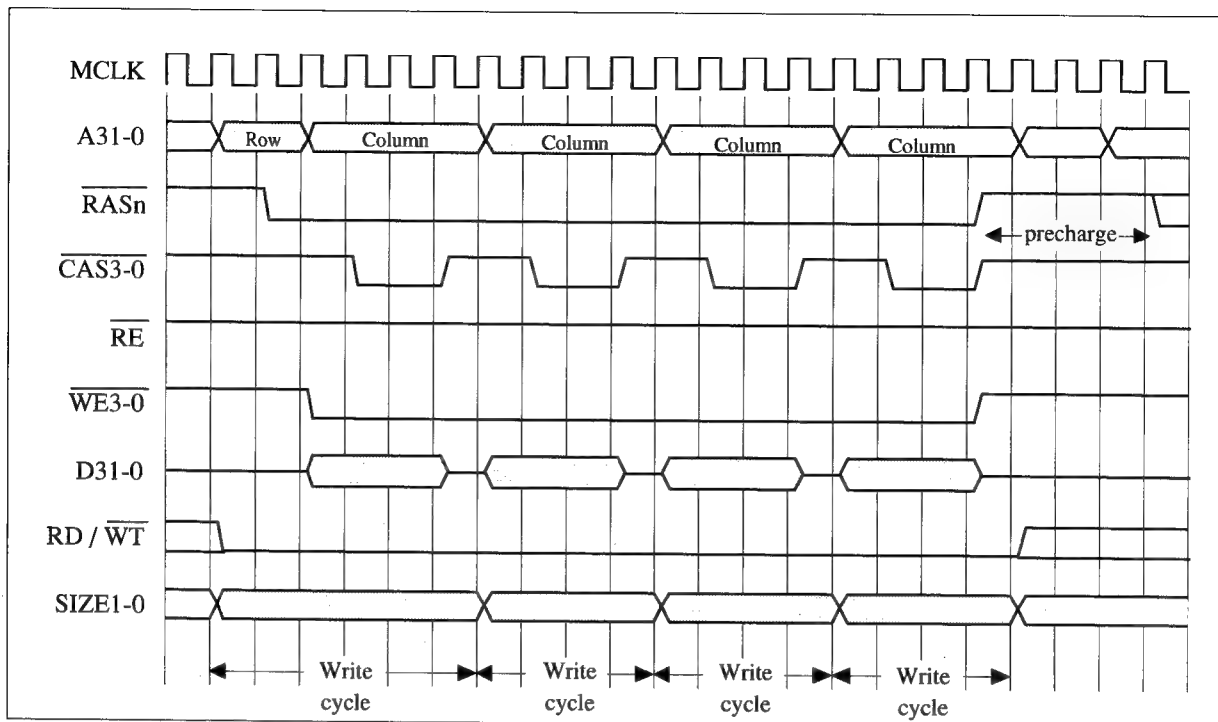 MCLK
A31-0
Row Column Column Column Column
RASn
precharge
CAS3-0
RE
WE3-0
D31-0
RD / WT
SIZE1-0
Write cycle
Write cycle
Write cycle
Write cycle